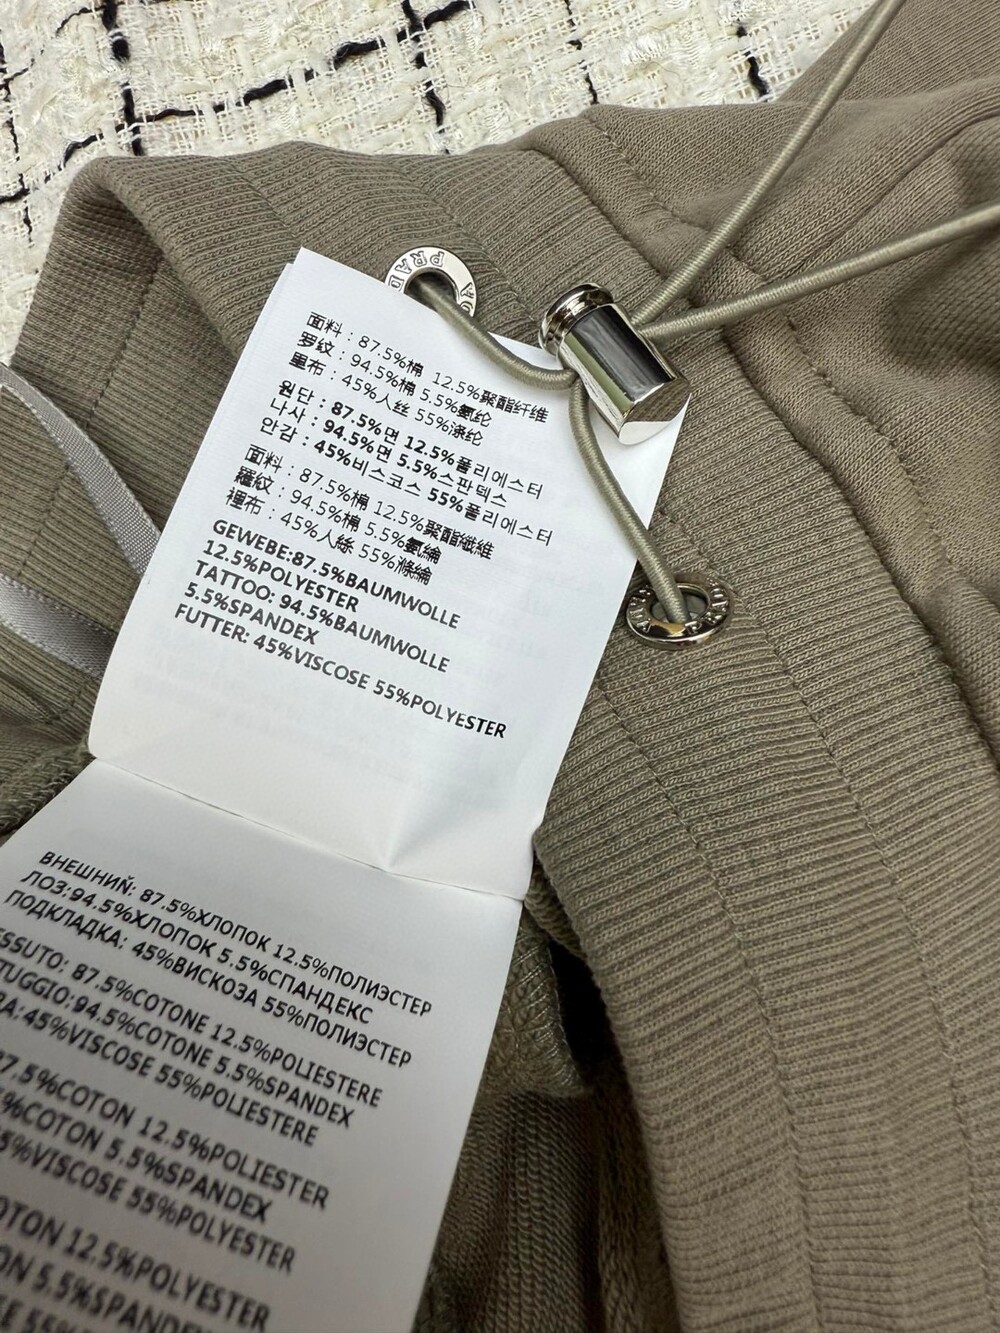 PRAD
DA
面料：87.5%棉 12.5%聚酯纤维
罗纹：94.5%棉 5.5%氨纶
里布：45%人丝 55%涤纶
원단：87.5%면 12.5%폴리에스터
나사：94.5%면 5.5%스판덱스
안감：45%비스코스 55%폴리에스터
面料：87.5%棉 12.5%聚酯纖維
羅紋：94.5%棉 5.5%氨綸
裡布：45%人絲 55%滌綸
GEWEBE:87.5%BAUMWOLLE
12.5%POLYESTER
TATTOO: 94.5%BAUMWOLLE
5.5%SPANDEX
FUTTER: 45%VISCOSE 55%POLYESTER
ВНЕШНИЙ: 87.5%ХЛОПОК 12.5%ПОЛИЭСТЕР
ЛОЗ:94.5%ХЛОПОК 5.5%СПАНДЕКС
ПОДКЛАДКА: 45%ВИСКОЗА 55%ПОЛИЭСТЕР
ESSUTO: 87.5%COTONE 12.5%POLIESTERE
TUGGIO:94.5%COTONE 5.5%SPANDEX
RA:45%VISCOSE 55%POLIESTERE
87.5%COTON 12.5%POLIESTER
%COTON 5.5%SPANDEX
5%VISCOSE 55%POLYESTER
OTON 12.5%POLYESTER
ON 5.5%SPANDEX